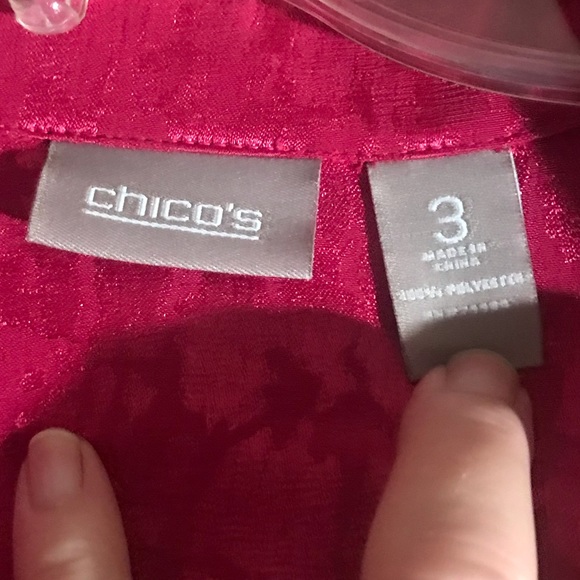 chico's
3
MADE IN
CHINA
100% POLYESTER